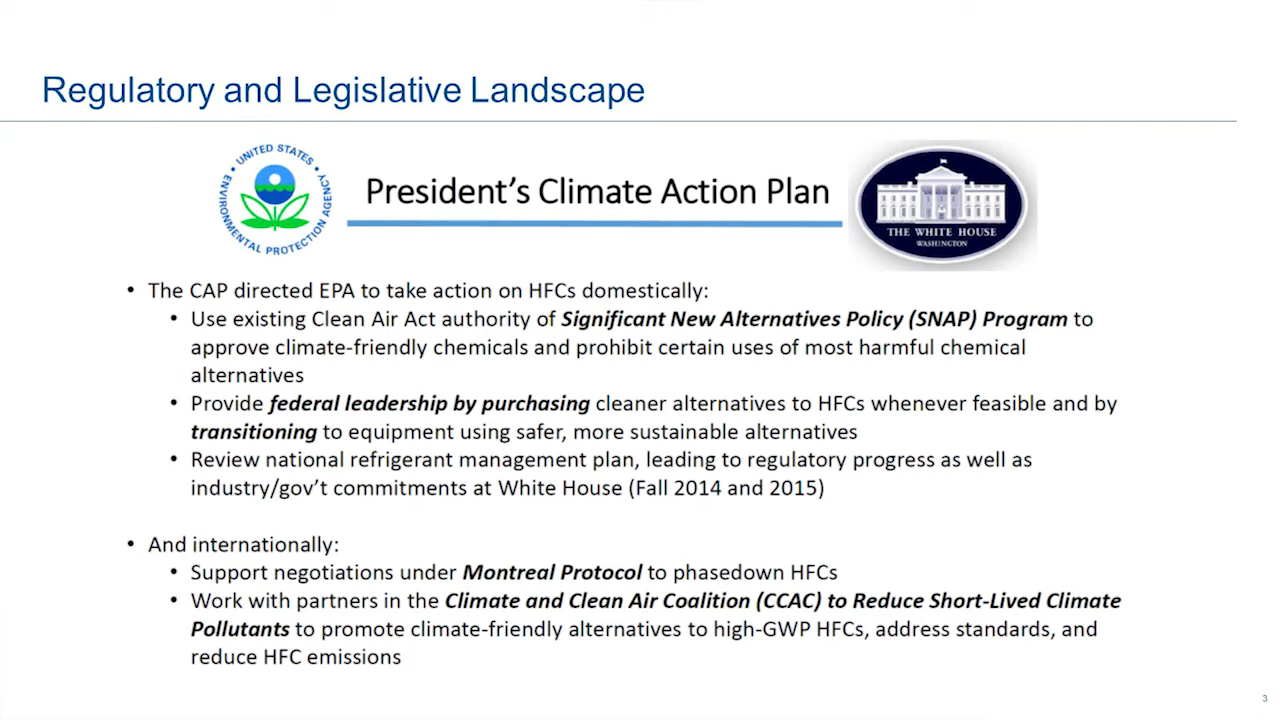 Regulatory and Legislative Landscape
UNITED STATES
ENVIRONMENTAL PROTECTION AGENCY
President’s Climate Action Plan
THE WHITE HOUSE
WASHINGTON
• The CAP directed EPA to take action on HFCs domestically:
• Use existing Clean Air Act authority of Significant New Alternatives Policy (SNAP) Program to
approve climate-friendly chemicals and prohibit certain uses of most harmful chemical
alternatives
• Provide federal leadership by purchasing cleaner alternatives to HFCs whenever feasible and by
transitioning to equipment using safer, more sustainable alternatives
• Review national refrigerant management plan, leading to regulatory progress as well as
industry/gov’t commitments at White House (Fall 2014 and 2015)
• And internationally:
• Support negotiations under Montreal Protocol to phasedown HFCs
• Work with partners in the Climate and Clean Air Coalition (CCAC) to Reduce Short-Lived Climate
Pollutants to promote climate-friendly alternatives to high-GWP HFCs, address standards, and
reduce HFC emissions
3